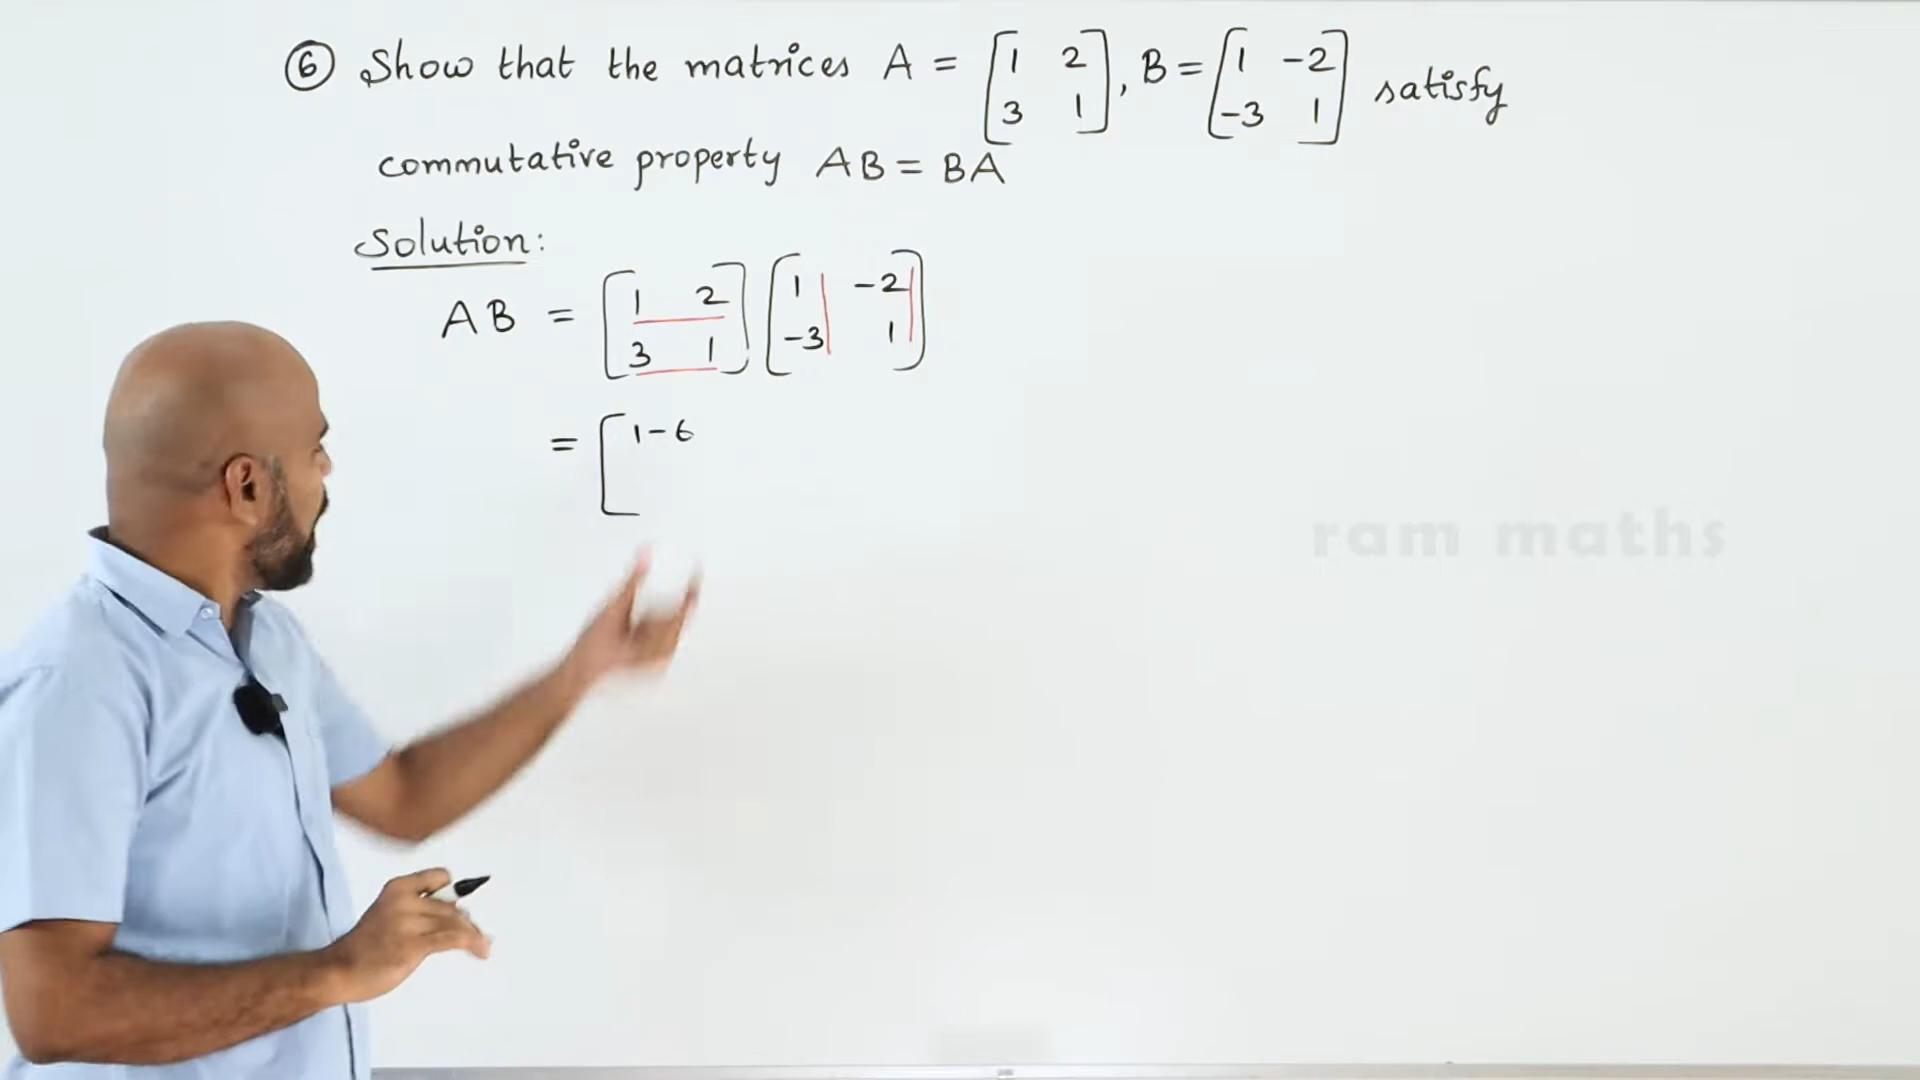 ⑥ Show that the matrices A = [1 2; 3 1], B = [1 -2; -3 1] satisfy
commutative property AB = BA
Solution:
AB = [1 2; 3 1] [1 -2; -3 1]
= [1-6
ram maths